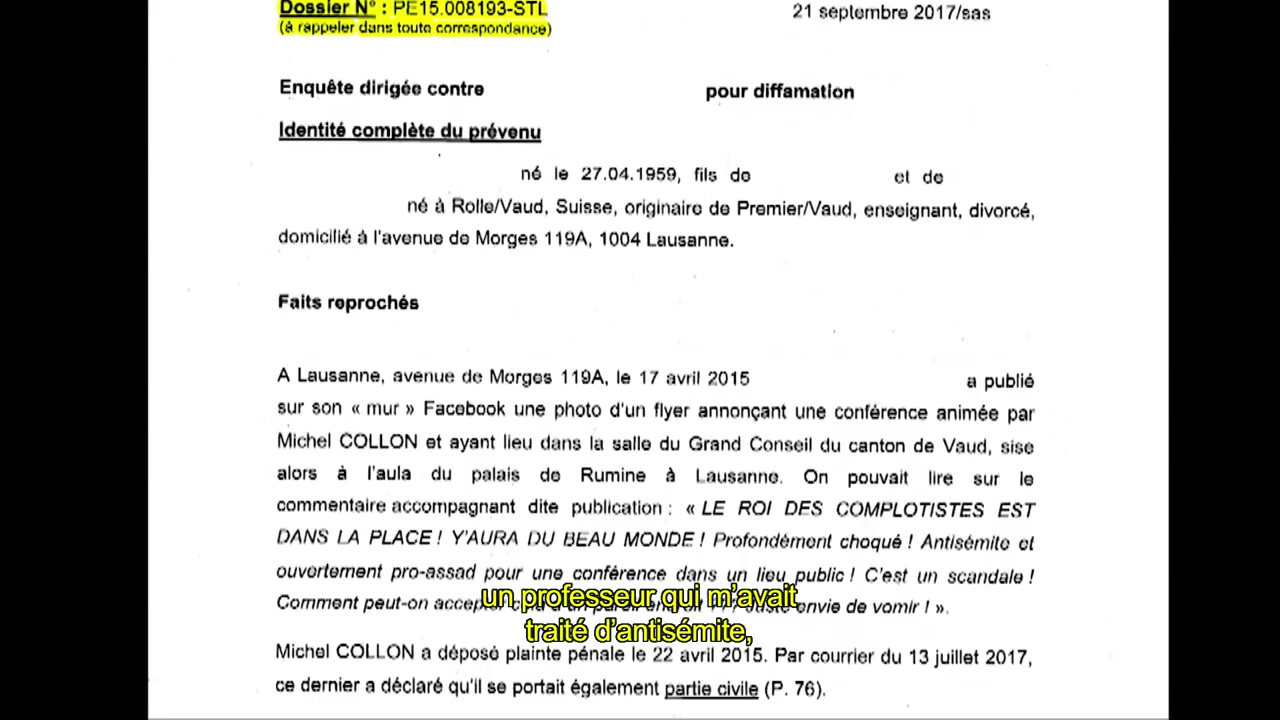 Dossier N° : PE15.008193-STL
21 septembre 2017/sas
(à rappeler dans toute correspondance)
Enquête dirigée contre pour diffamation
Identité complète du prévenu
né le 27.04.1959, fils de et de
né à Rolle/Vaud, Suisse, originaire de Premier/Vaud, enseignant, divorcé,
domicilié à l'avenue de Morges 119A, 1004 Lausanne.
Faits reprochés
A Lausanne, avenue de Morges 119A, le 17 avril 2015 a publié
sur son « mur » Facebook une photo d'un flyer annonçant une conférence animée par
Michel COLLON et ayant lieu dans la salle du Grand Conseil du canton de Vaud, sise
alors à l'aula du palais de Rumine à Lausanne. On pouvait lire sur le
commentaire accompagnant dite publication : « LE ROI DES COMPLOTISTES EST
DANS LA PLACE ! Y'AURA DU BEAU MONDE ! Profondément choqué ! Antisémite et
ouvertement pro-assad pour une conférence dans un lieu public ! C'est un scandale !
Comment peut-on envie de vomir ! ».
un professeur qui m'avait
traité d'antisémite,
Michel COLLON a déposé plainte pénale le 22 avril 2015. Par courrier du 13 juillet 2017,
ce dernier a déclaré qu'il se portait également partie civile (P. 76).